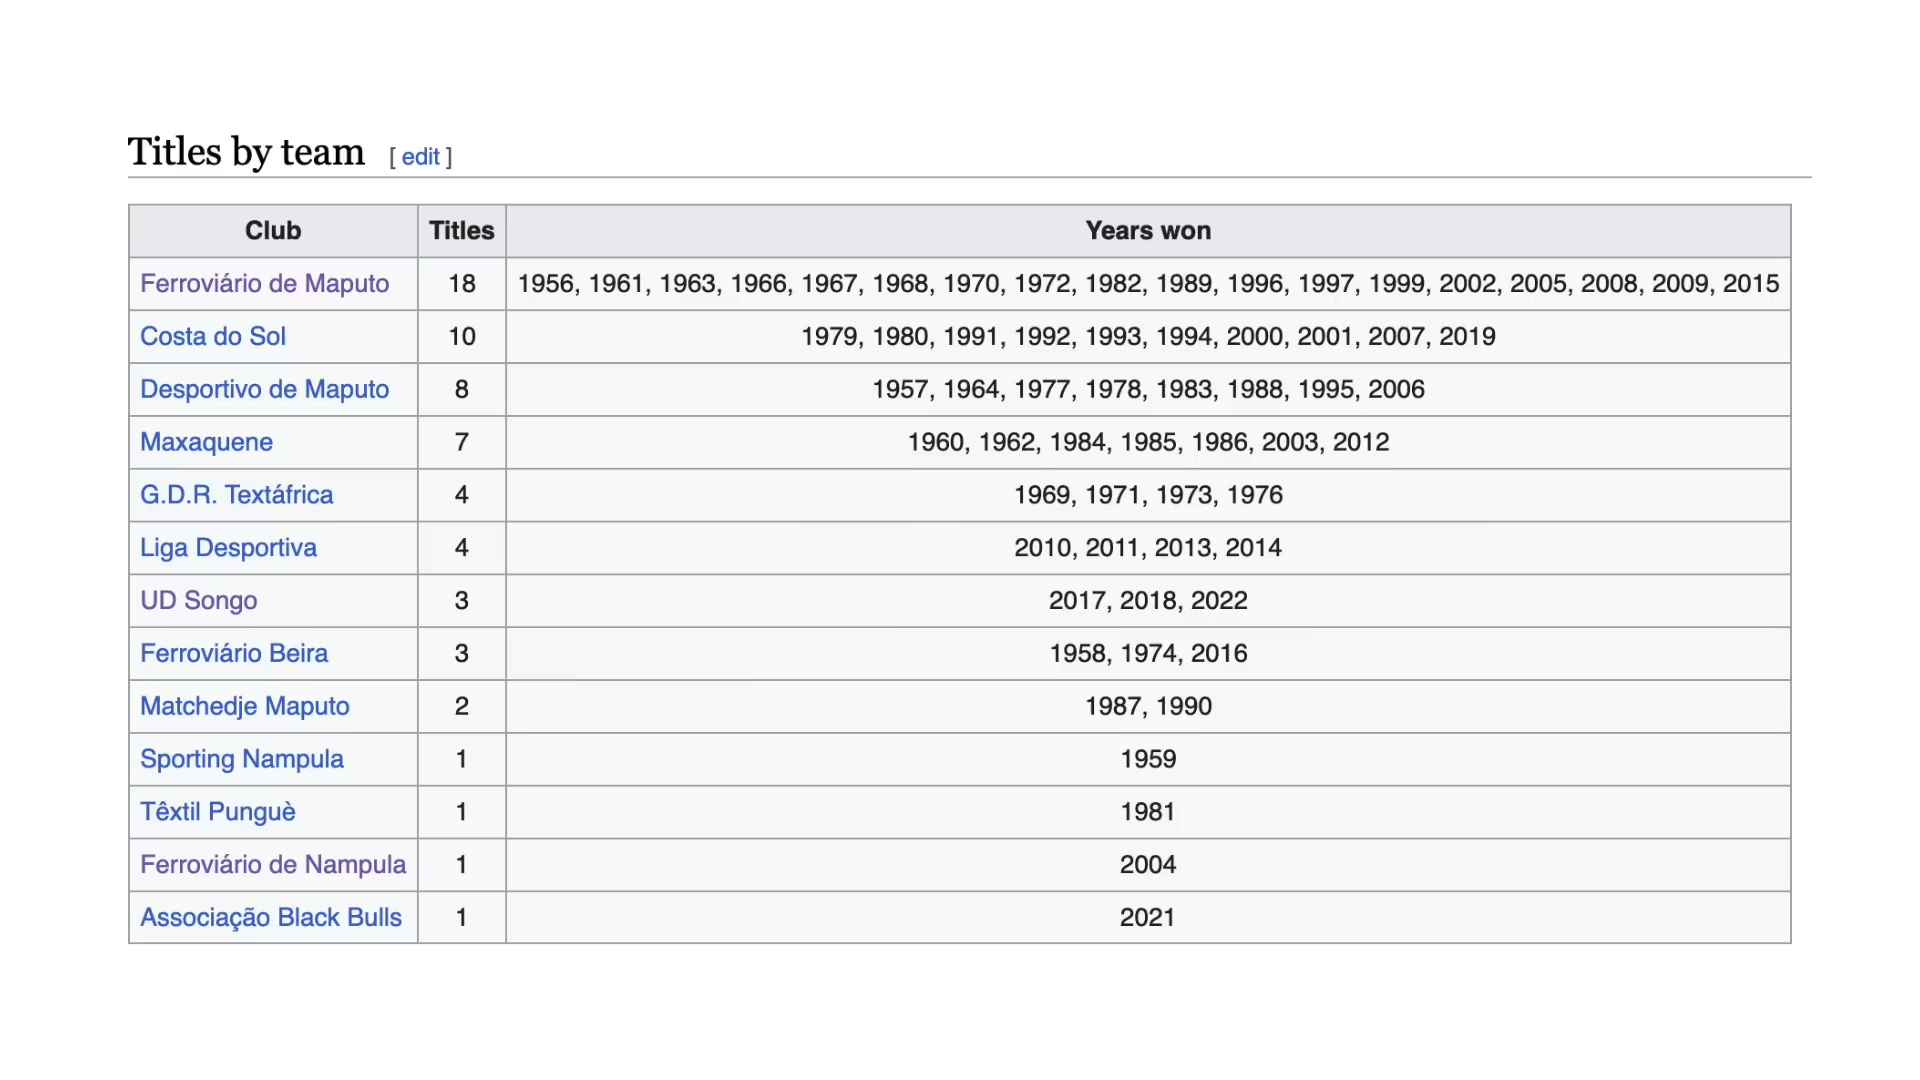 Titles by team [ edit ]
Club Titles Years won
Ferroviário de Maputo 18 1956, 1961, 1963, 1966, 1967, 1968, 1970, 1972, 1982, 1989, 1996, 1997, 1999, 2002, 2005, 2008, 2009, 2015
Costa do Sol 10 1979, 1980, 1991, 1992, 1993, 1994, 2000, 2001, 2007, 2019
Desportivo de Maputo 8 1957, 1964, 1977, 1978, 1983, 1988, 1995, 2006
Maxaquene 7 1960, 1962, 1984, 1985, 1986, 2003, 2012
G.D.R. Textáfrica 4 1969, 1971, 1973, 1976
Liga Desportiva 4 2010, 2011, 2013, 2014
UD Songo 3 2017, 2018, 2022
Ferroviário Beira 3 1958, 1974, 2016
Matchedje Maputo 2 1987, 1990
Sporting Nampula 1 1959
Têxtil Punguè 1 1981
Ferroviário de Nampula 1 2004
Associação Black Bulls 1 2021